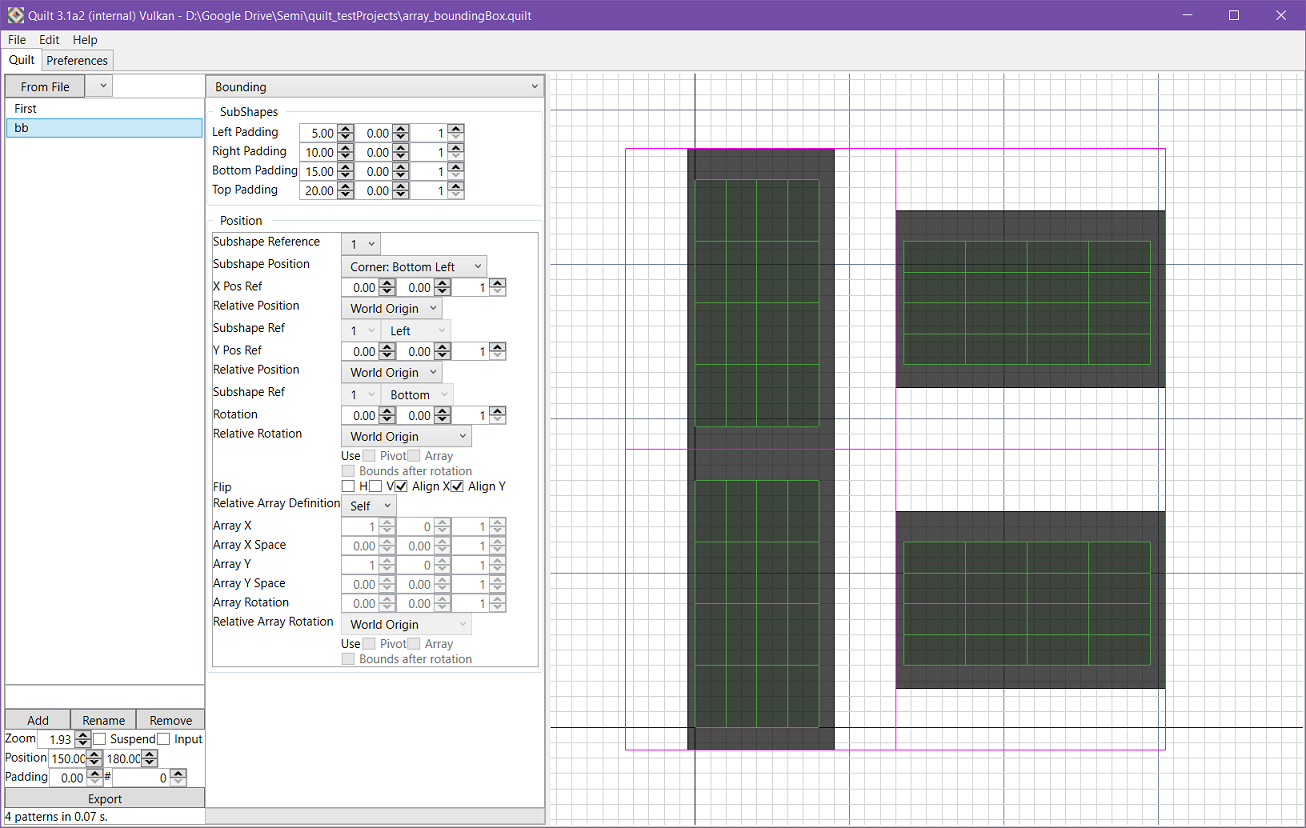 Quilt 3.1a2 (internal) Vulkan - D:\Google Drive\Semi\quilt_testProjects\array_boundingBox.quilt
File Edit Help
Quilt Preferences
From File
First
bb
Add Rename Remove
Zoom 1.93 Suspend Input
Position 150.00 180.00
Padding 0.00 # 0
Export
4 patterns in 0.07 s.
Bounding
SubShapes
Left Padding 5.00 0.00 1
Right Padding 10.00 0.00 1
Bottom Padding 15.00 0.00 1
Top Padding 20.00 0.00 1
Position
Subshape Reference 1
Subshape Position Corner: Bottom Left
X Pos Ref 0.00 0.00 1
Relative Position World Origin
Subshape Ref 1 Left
Y Pos Ref 0.00 0.00 1
Relative Position World Origin
Subshape Ref 1 Bottom
Rotation 0.00 0.00 1
Relative Rotation World Origin
Use Pivot Array
Bounds after rotation
Flip H V Align X Align Y
Relative Array Definition Self
Array X 1 0 1
Array X Space 0.00 0.00 1
Array Y 1 0 1
Array Y Space 0.00 0.00 1
Array Rotation 0.00 0.00 1
Relative Array Rotation World Origin
Use Pivot Array
Bounds after rotation